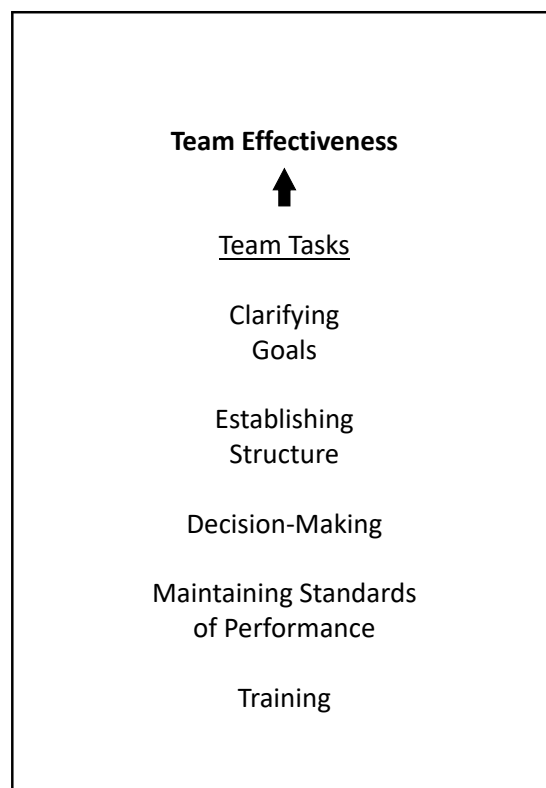 Team Effectiveness
Team Tasks
Clarifying
Goals
Establishing
Structure
Decision-Making
Maintaining Standards
of Performance
Training